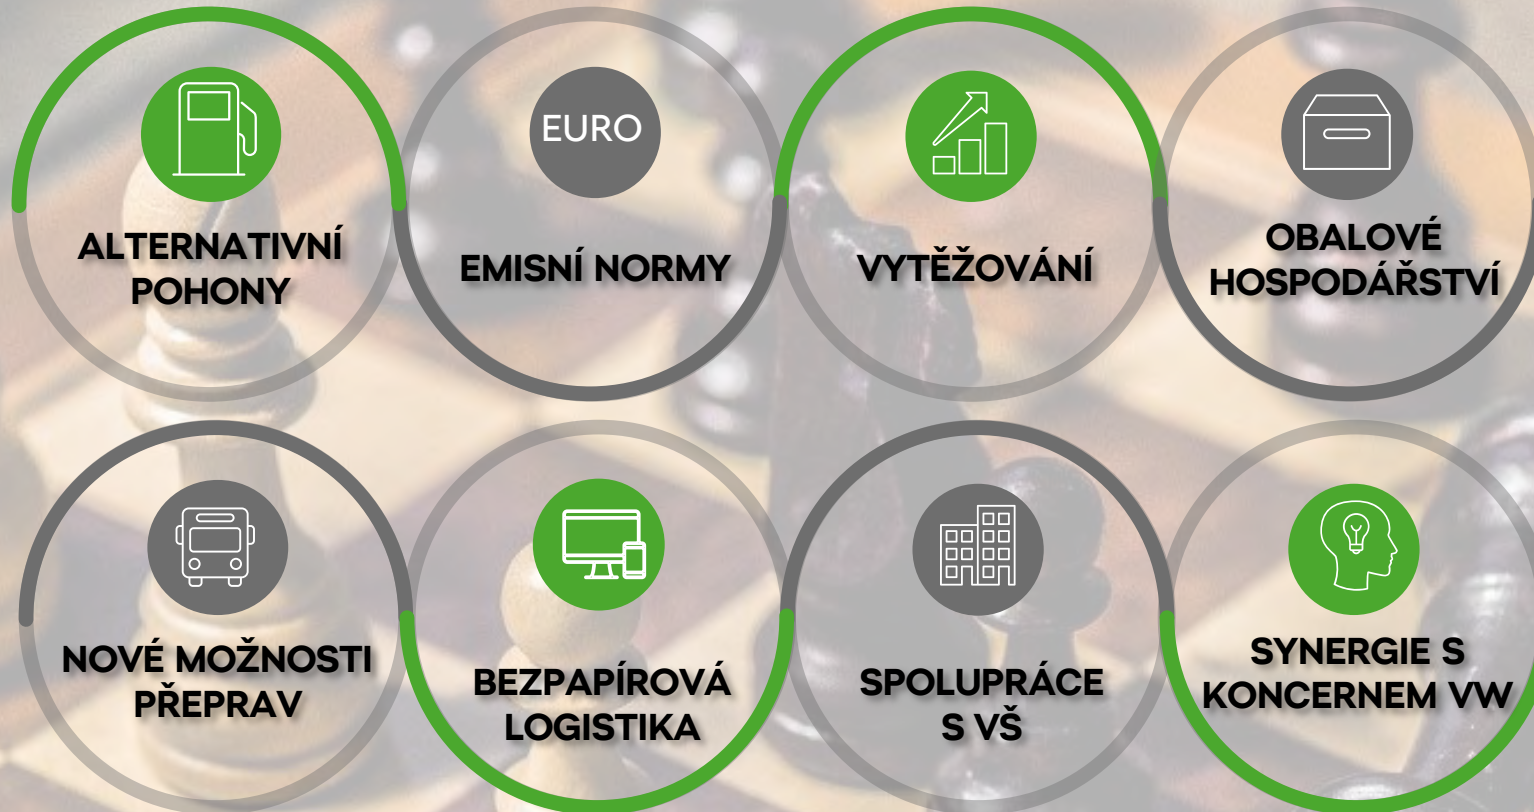 ALTERNATIVNÍ
POHONY
EURO
EMISNÍ NORMY
VYTĚŽOVÁNÍ
OBALOVÉ
HOSPODÁŘSTVÍ
NOVÉ MOŽNOSTI
PŘEPRAV
BEZPAPÍROVÁ
LOGISTIKA
SPOLUPRÁCE
S VŠ
SYNERGIE S
KONCERNEM VW